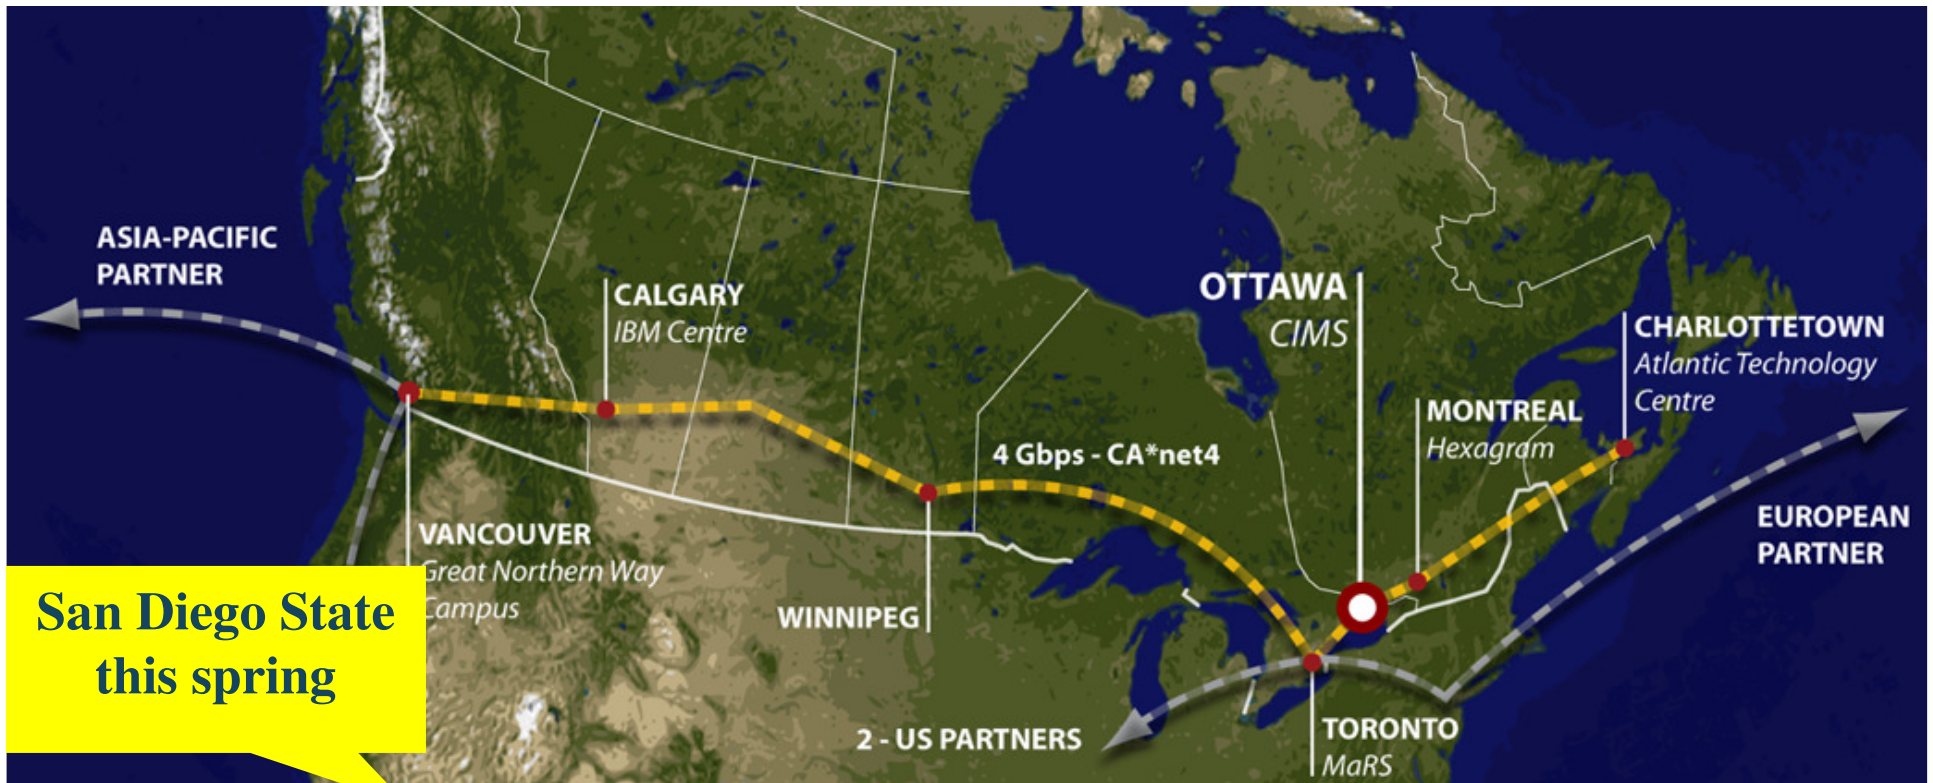 ASIA-PACIFIC
PARTNER
CALGARY
IBM Centre
OTTAWA
CIMS
CHARLOTTETOWN
Atlantic Technology
Centre
MONTREAL
Hexagram
4 Gbps - CA*net4
VANCOUVER
Great Northern Way
Campus
EUROPEAN
PARTNER
San Diego State
this spring
WINNIPEG
2 - US PARTNERS
TORONTO
MaRS